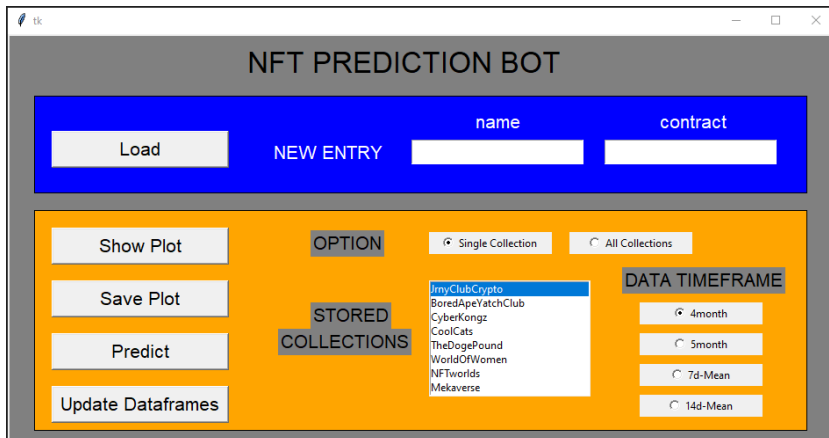 tk
NFT PREDICTION BOT
name
contract
Load
NEW ENTRY
Show Plot
OPTION
Single Collection
All Collections
Save Plot
STORED
COLLECTIONS
JrnyClubCrypto
BoredApeYatchClub
CyberKongz
CoolCats
TheDogePound
WorldOfWomen
NFTworlds
Mekaverse
DATA TIMEFRAME
4month
5month
7d-Mean
14d-Mean
Predict
Update Dataframes